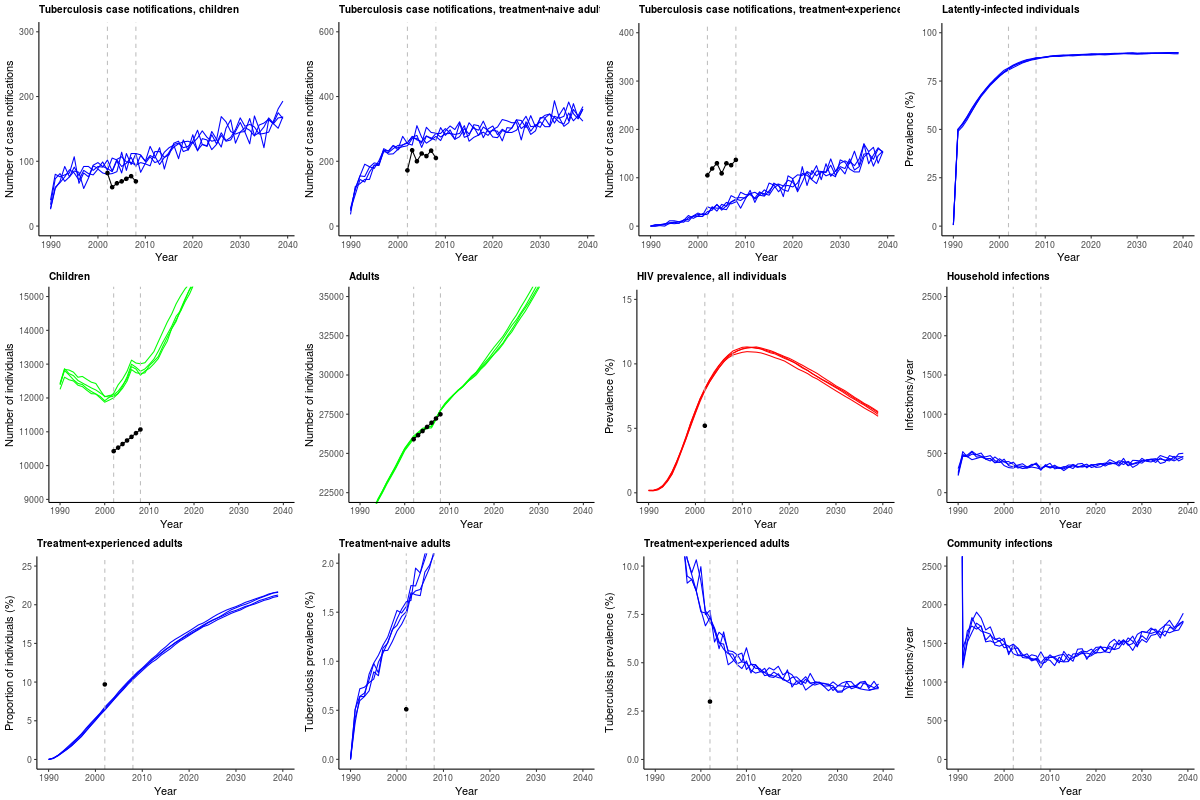 Tuberculosis case notifications, children
Number of case notifications
300
200
100
0
1990 2000 2010 2020 2030 2040
Year
Tuberculosis case notifications, treatment-naive adul
Number of case notifications
600
400
200
0
1990 2000 2010 2020 2030 2040
Year
Tuberculosis case notifications, treatment-experience
Number of case notifications
400
300
200
100
0
1990 2000 2010 2020 2030 2040
Year
Latently-infected individuals
Prevalence (%)
100
75
50
25
0
1990 2000 2010 2020 2030 2040
Year
Children
Number of individuals
15000
14000
13000
12000
11000
10000
9000
1990 2000 2010 2020 2030 2040
Year
Adults
Number of individuals
35000
32500
30000
27500
25000
22500
1990 2000 2010 2020 2030 2040
Year
HIV prevalence, all individuals
Prevalence (%)
15
10
5
0
1990 2000 2010 2020 2030 2040
Year
Household infections
Infections/year
2500
2000
1500
1000
500
0
1990 2000 2010 2020 2030 2040
Year
Treatment-experienced adults
Proportion of individuals (%)
25
20
15
10
5
0
1990 2000 2010 2020 2030 2040
Year
Treatment-naive adults
Tuberculosis prevalence (%)
2.0
1.5
1.0
0.5
0.0
1990 2000 2010 2020 2030 2040
Year
Treatment-experienced adults
Tuberculosis prevalence (%)
10.0
7.5
5.0
2.5
0.0
1990 2000 2010 2020 2030 2040
Year
Community infections
Infections/year
2500
2000
1500
1000
500
0
1990 2000 2010 2020 2030 2040
Year